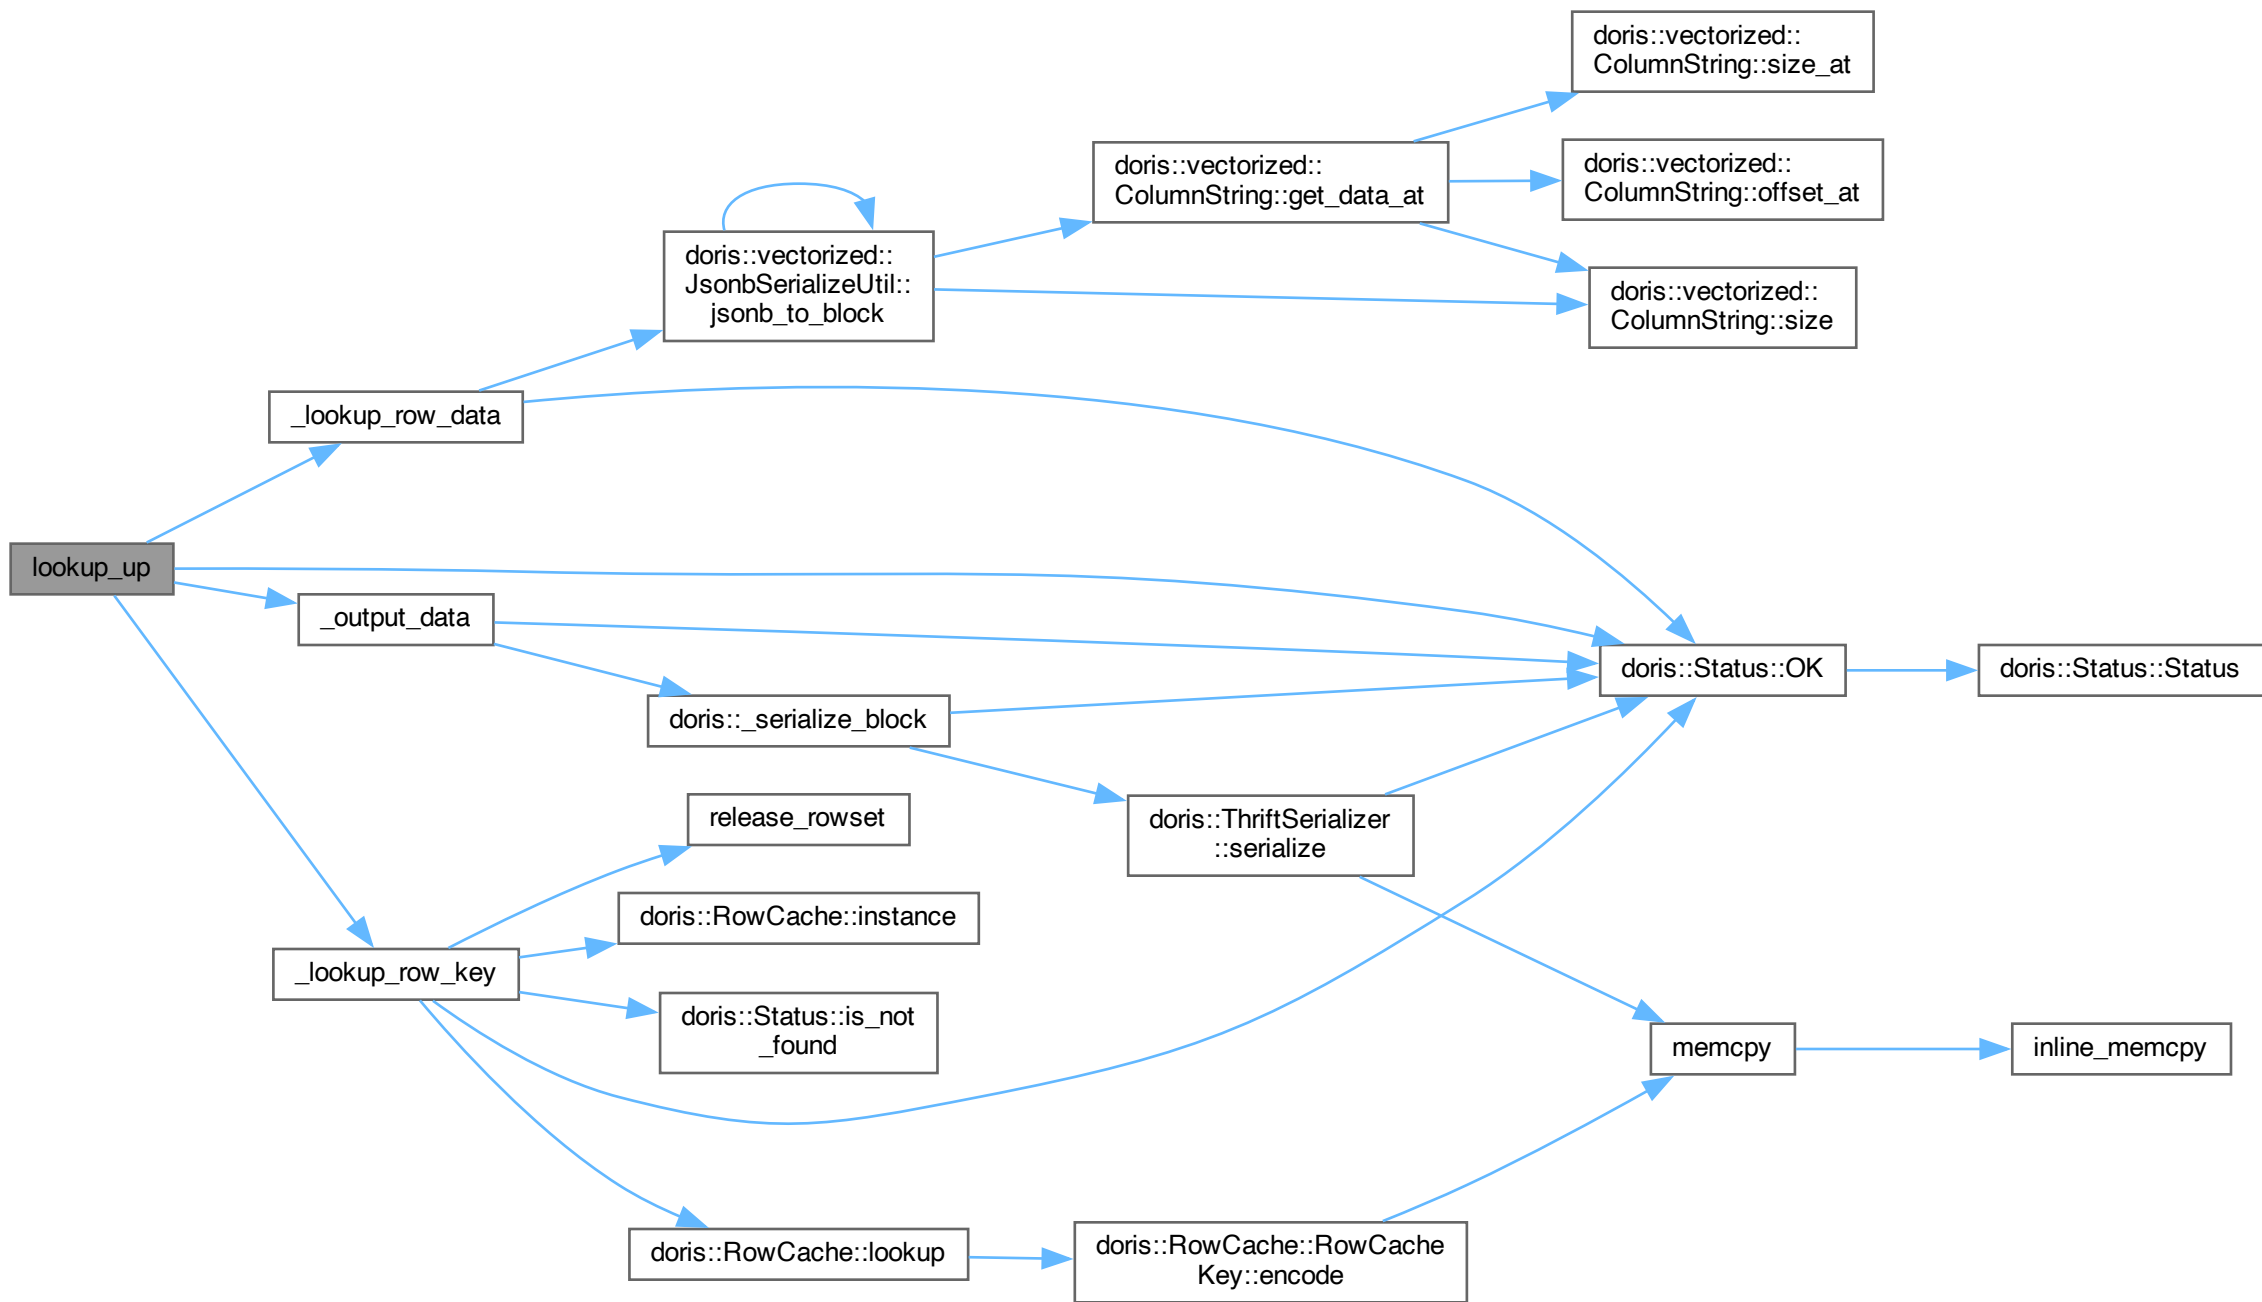 lookup_up
_lookup_row_data
doris::vectorized::
JsonbSerializeUtil::
jsonb_to_block
doris::vectorized::
ColumnString::get_data_at
doris::vectorized::
ColumnString::size_at
doris::vectorized::
ColumnString::offset_at
doris::vectorized::
ColumnString::size
_output_data
doris::_serialize_block
doris::Status::OK
doris::Status::Status
doris::ThriftSerializer
::serialize
release_rowset
doris::RowCache::instance
_lookup_row_key
doris::Status::is_not
_found
memcpy
inline_memcpy
doris::RowCache::lookup
doris::RowCache::RowCache
Key::encode